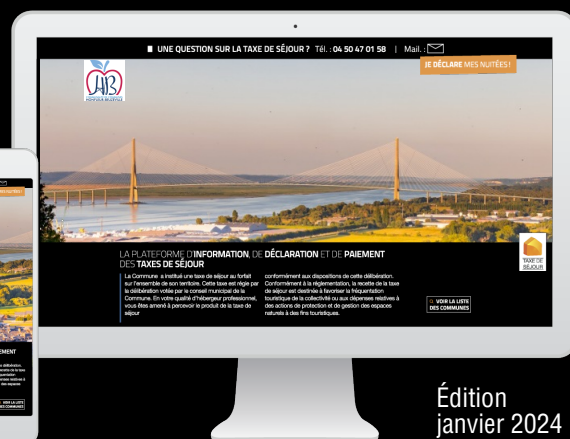 UNE QUESTION SUR LA TAXE DE SÉJOUR ? Tél. : 04 50 47 01 58 | Mail. :
JE DÉCLARE MES NUITÉES !
LA PLATEFORME D'INFORMATION, DE DÉCLARATION ET DE PAIEMENT
DES TAXES DE SÉJOUR
La Commune a institué une taxe de séjour au forfait
sur l'ensemble de son territoire. Cette taxe est régie par
la délibération votée par le conseil municipal de la
Commune. En votre qualité d'hébergeur professionnel,
vous êtes amené à percevoir le produit de la taxe de
séjour
conformément aux dispositions de cette délibération.
Conformément à la réglementation, la recette de la taxe
de séjour est destinée à favoriser la fréquentation
touristique de la collectivité ou aux dépenses relatives à
des actions de protection et de gestion des espaces
naturels à des fins touristiques.
TAXE DE
SÉJOUR
VOIR LA LISTE
DES COMMUNES
EMENT
VOIR LA LISTE
DES COMMUNES
Édition
janvier 2024